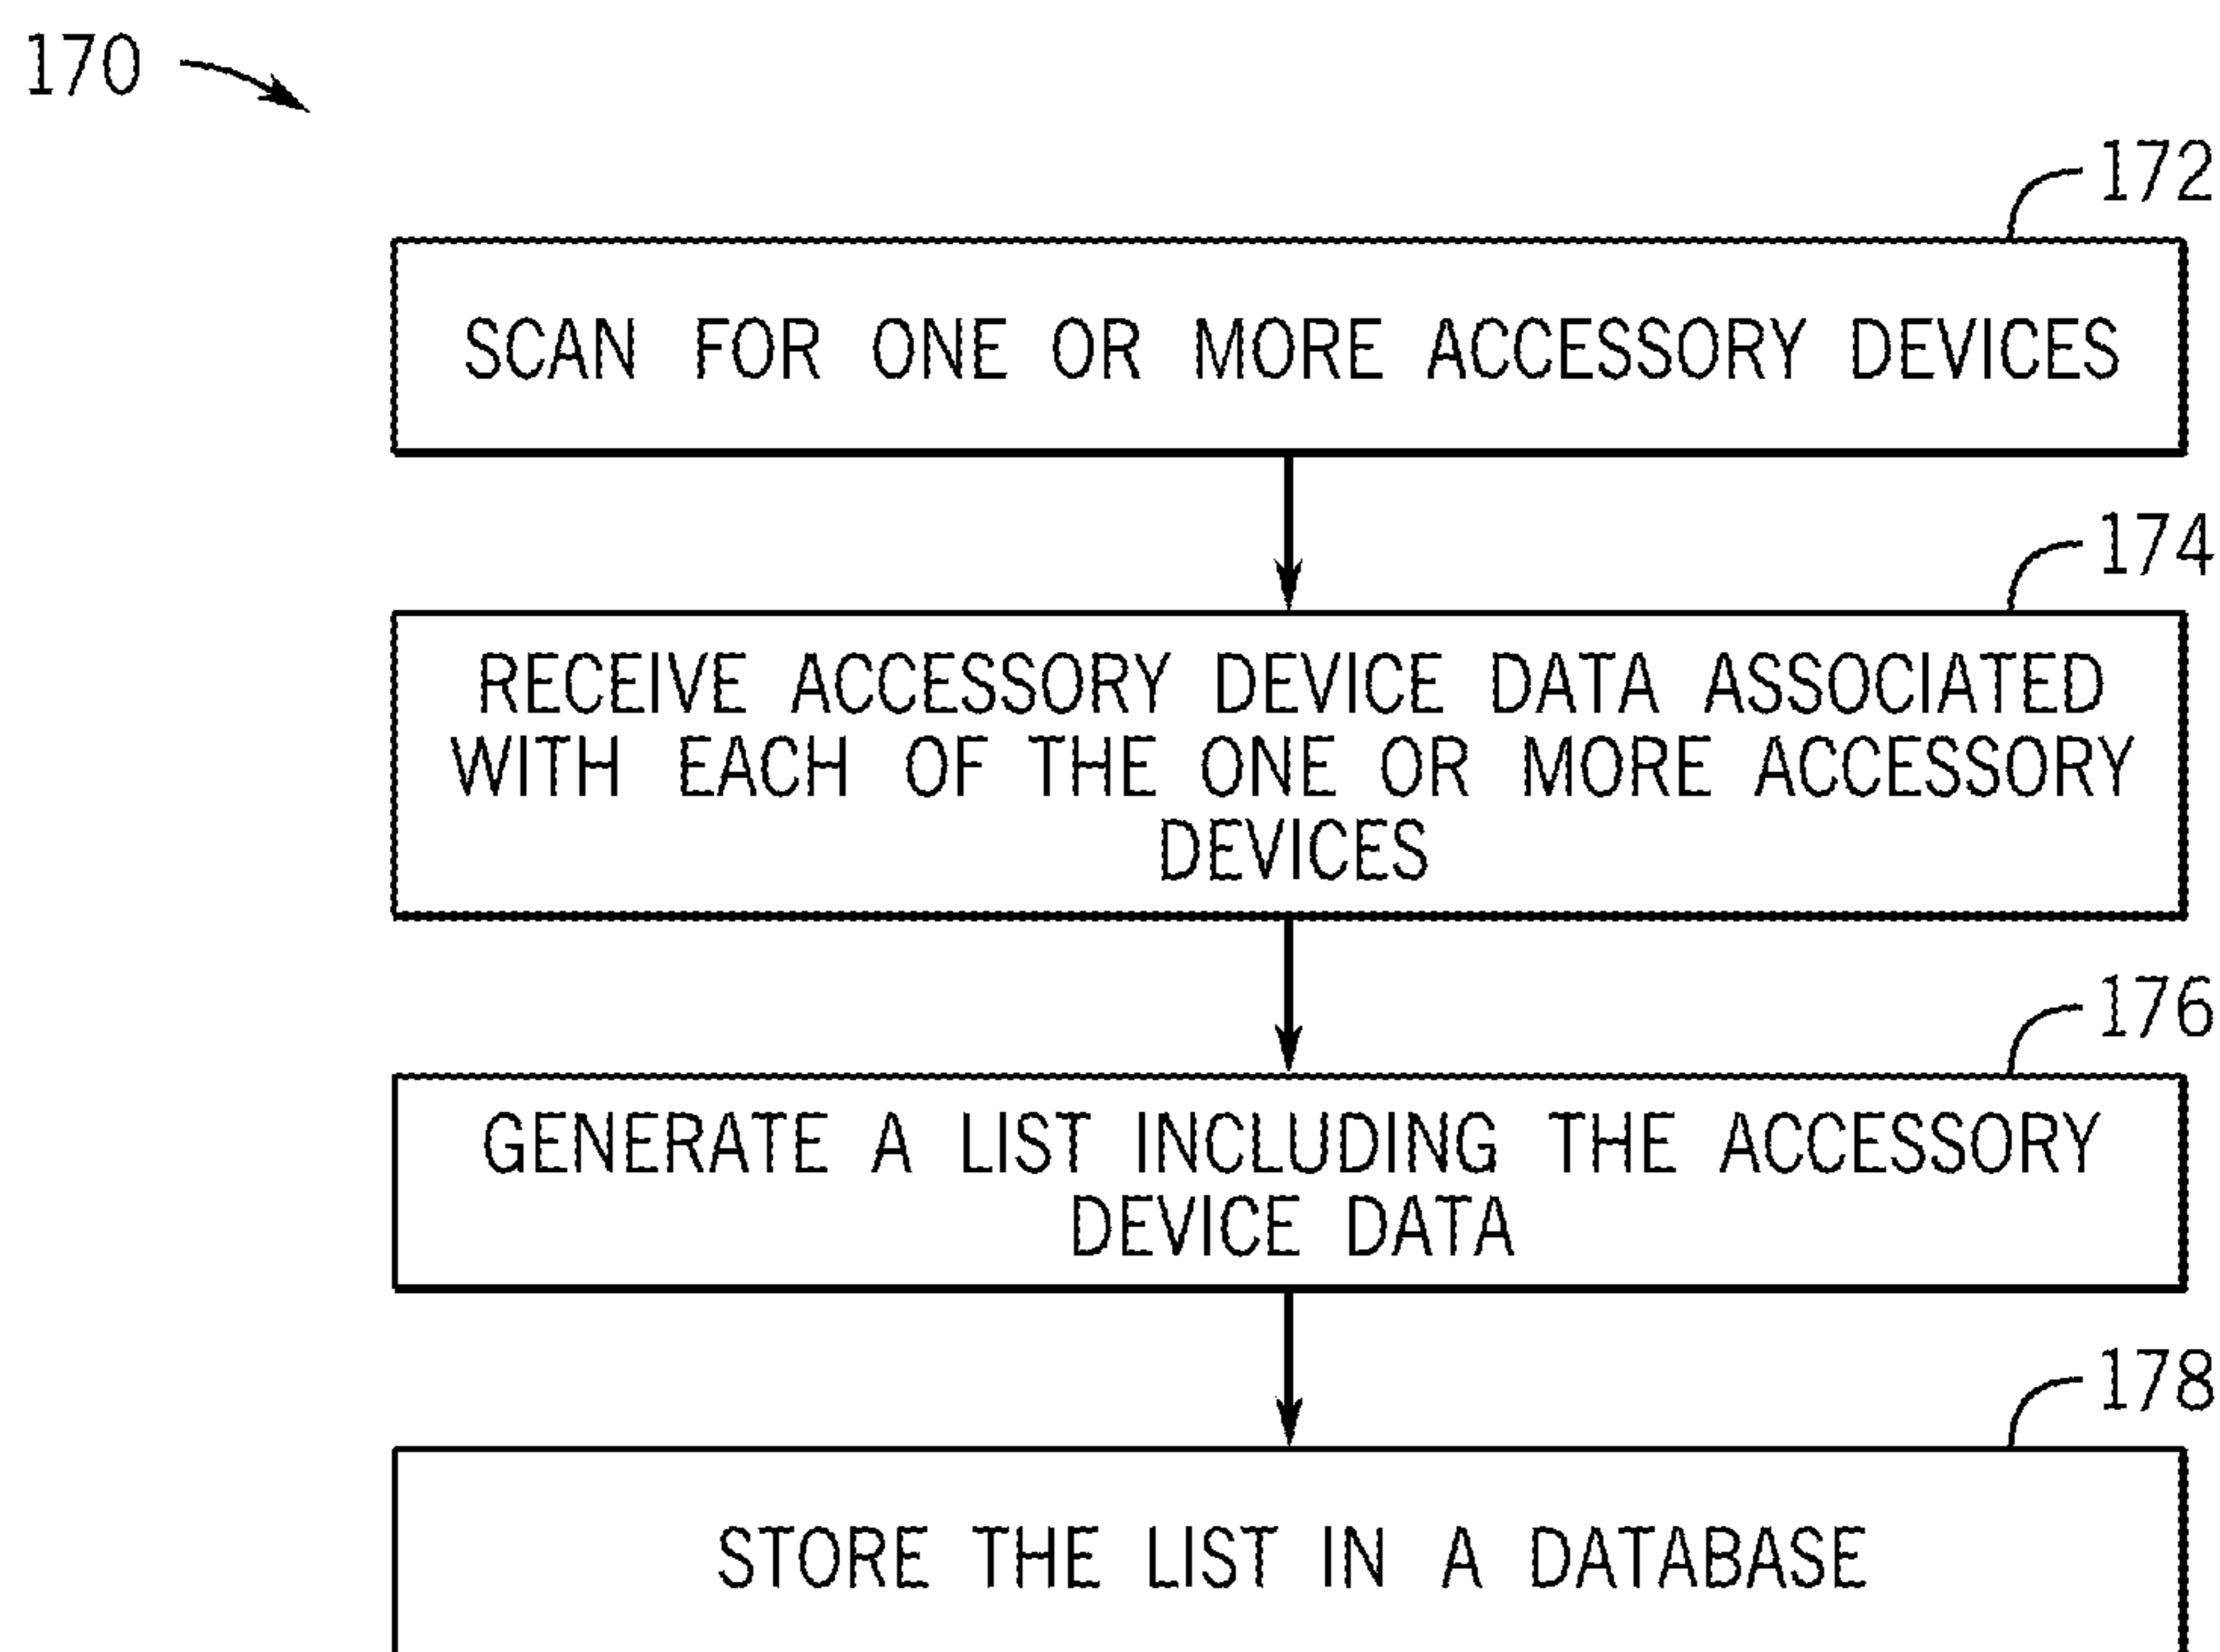 170
172
SCAN FOR ONE OR MORE ACCESSORY DEVICES
174
RECEIVE ACCESSORY DEVICE DATA ASSOCIATED
WITH EACH OF THE ONE OR MORE ACCESSORY
DEVICES
176
GENERATE A LIST INCLUDING THE ACCESSORY
DEVICE DATA
178
STORE THE LIST IN A DATABASE